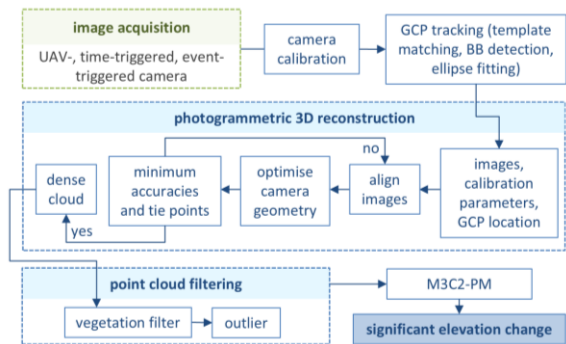 image acquisition
UAV-, time-triggered, event-
triggered camera
camera
calibration
GCP tracking (template
matching, BB detection,
ellipse fitting)
photogrammetric 3D reconstruction
no
dense
cloud
minimum
accuracies
and tie points
optimise
camera
geometry
align
images
images,
calibration
parameters,
GCP location
yes
point cloud filtering
M3C2-PM
vegetation filter
outlier
significant elevation change